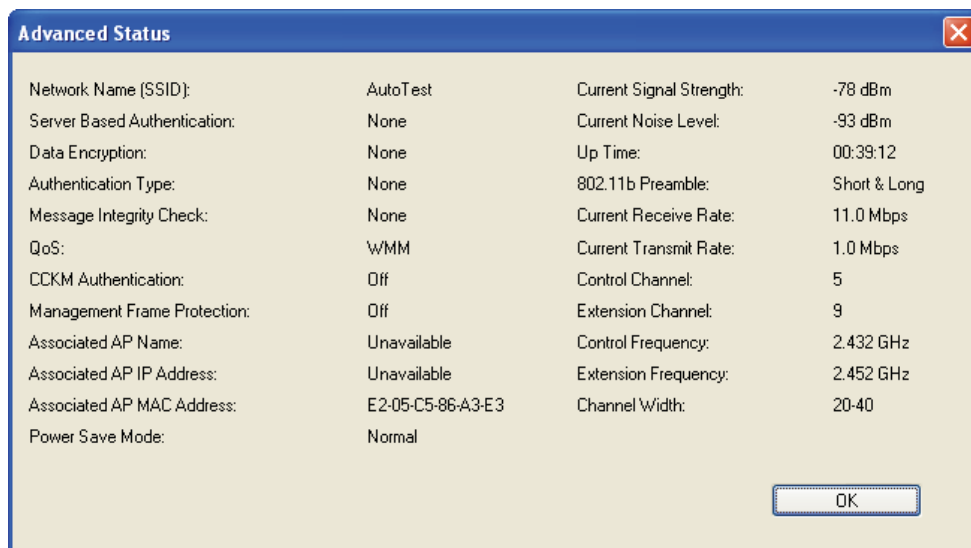 Advanced Status
Network Name (SSID): AutoTest Current Signal Strength: -78 dBm
Server Based Authentication: None Current Noise Level: -93 dBm
Data Encryption: None Up Time: 00:39:12
Authentication Type: None 802.11b Preamble: Short & Long
Message Integrity Check: None Current Receive Rate: 11.0 Mbps
QoS: WMM Current Transmit Rate: 1.0 Mbps
CCKM Authentication: Off Control Channel: 5
Management Frame Protection: Off Extension Channel: 9
Associated AP Name: Unavailable Control Frequency: 2.432 GHz
Associated AP IP Address: Unavailable Extension Frequency: 2.452 GHz
Associated AP MAC Address: E2-05-C5-86-A3-E3 Channel Width: 20-40
Power Save Mode: Normal
OK